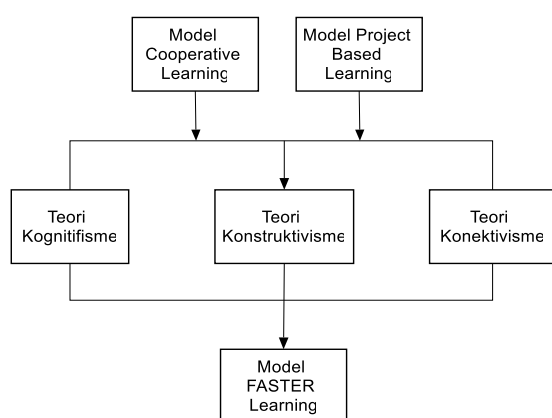 Model
Cooperative
Learning
Model Project
Based
Learning
Teori
Kognitifisme
Teori
Konstruktivisme
Teori
Konektivisme
Model
FASTER
Learning